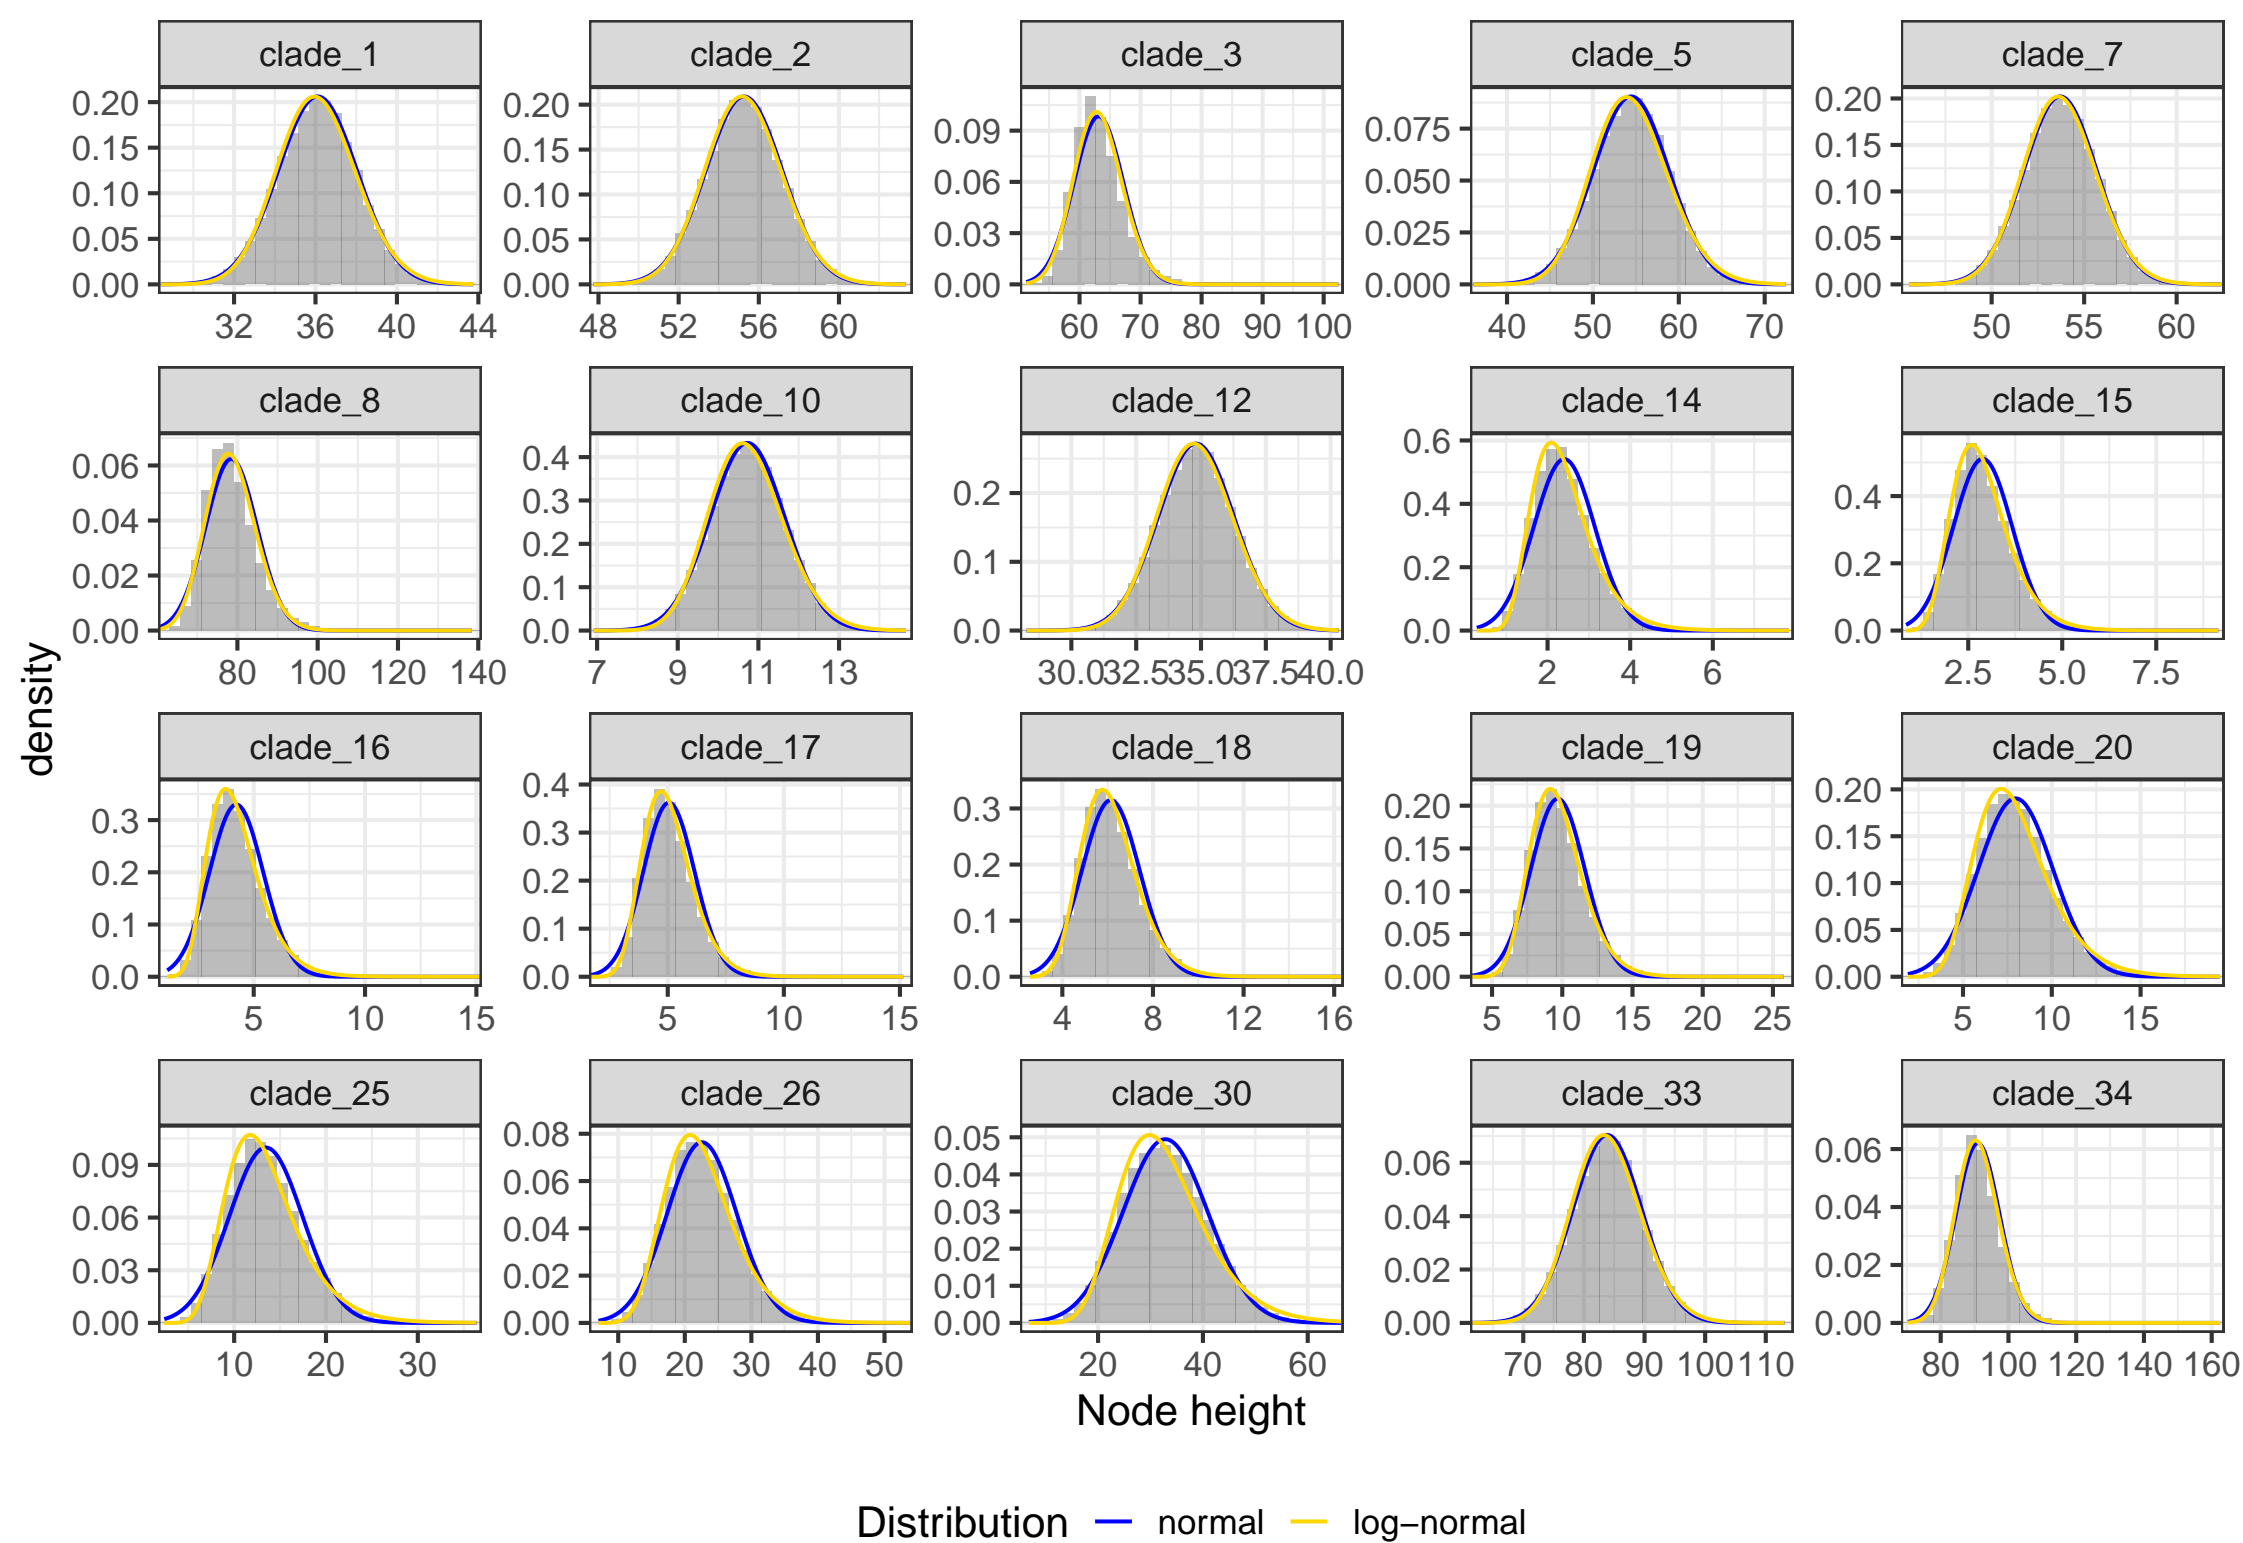 clade_1
clade_2
clade_3
clade_5
clade_7
0.20
0.15
0.10
0.05
0.00
32 36 40 44
0.20
0.15
0.10
0.05
0.00
48 52 56 60
0.09
0.06
0.03
0.00
60 70 80 90 100
0.075
0.050
0.025
0.000
40 50 60 70
0.20
0.15
0.10
0.05
0.00
50 55 60
clade_8
clade_10
clade_12
clade_14
clade_15
0.06
0.04
0.02
0.00
80 100 120 140
0.4
0.3
0.2
0.1
0.0
7 9 11 13
0.2
0.1
0.0
30.0 32.5 35.0 37.5 40.0
0.6
0.4
0.2
0.0
2 4 6
0.4
0.2
0.0
2.5 5.0 7.5
density
clade_16
clade_17
clade_18
clade_19
clade_20
0.3
0.2
0.1
0.0
5 10 15
0.4
0.3
0.2
0.1
0.0
5 10 15
0.3
0.2
0.1
0.0
4 8 12 16
0.20
0.15
0.10
0.05
0.00
5 10 15 20 25
0.20
0.15
0.10
0.05
0.00
5 10 15
clade_25
clade_26
clade_30
clade_33
clade_34
0.09
0.06
0.03
0.00
10 20 30
0.08
0.06
0.04
0.02
0.00
10 20 30 40 50
0.05
0.04
0.03
0.02
0.01
0.00
20 40 60
0.06
0.04
0.02
0.00
70 80 90 100 110
0.06
0.04
0.02
0.00
80 100 120 140 160
Node height
Distribution normal log−normal